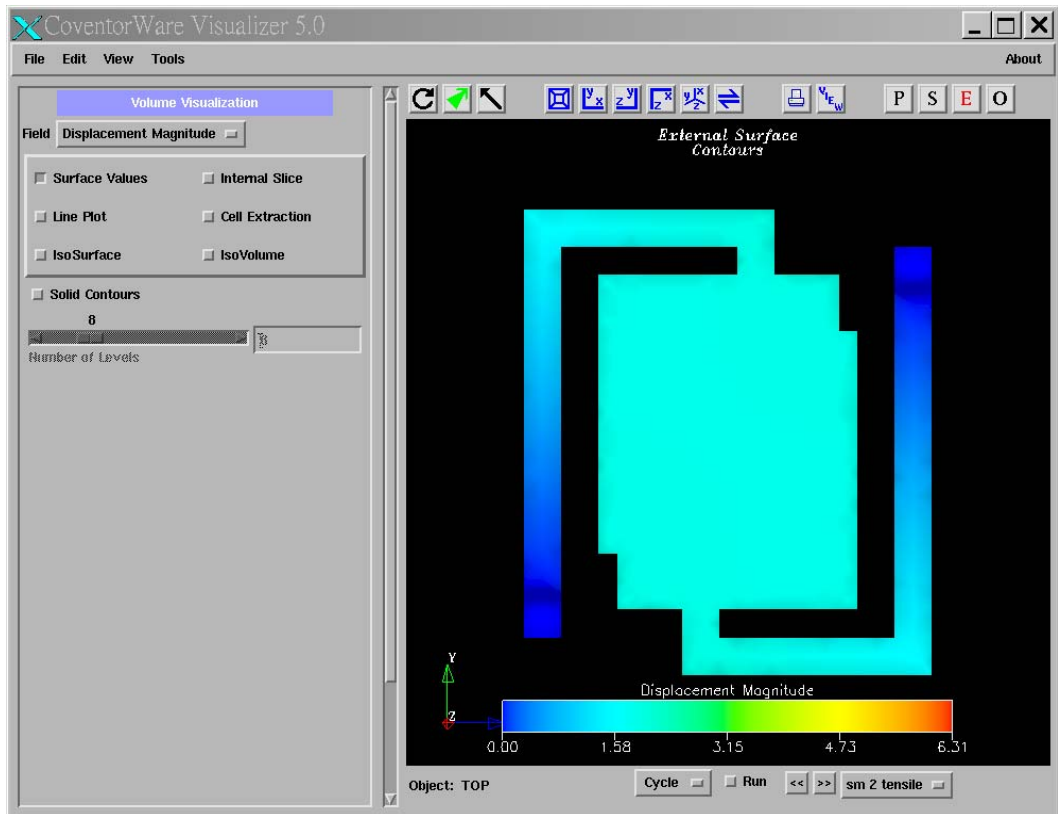 CoventorWare Visualizer 5.0
File Edit View Tools About
Volume Visualization
Field Displacement Magnitude
Surface Values Internal Slice
Line Plot Cell Extraction
IsoSurface IsoVolume
Solid Contours
8
8
Number of Levels
Y X
Z Y
Z X
Y X Z
VIEW
P S E O
External Surface
Contours
Y
Z
Displacement Magnitude
0.00 1.58 3.15 4.73 6.31
Object: TOP Cycle Run << >> sm 2 tensile